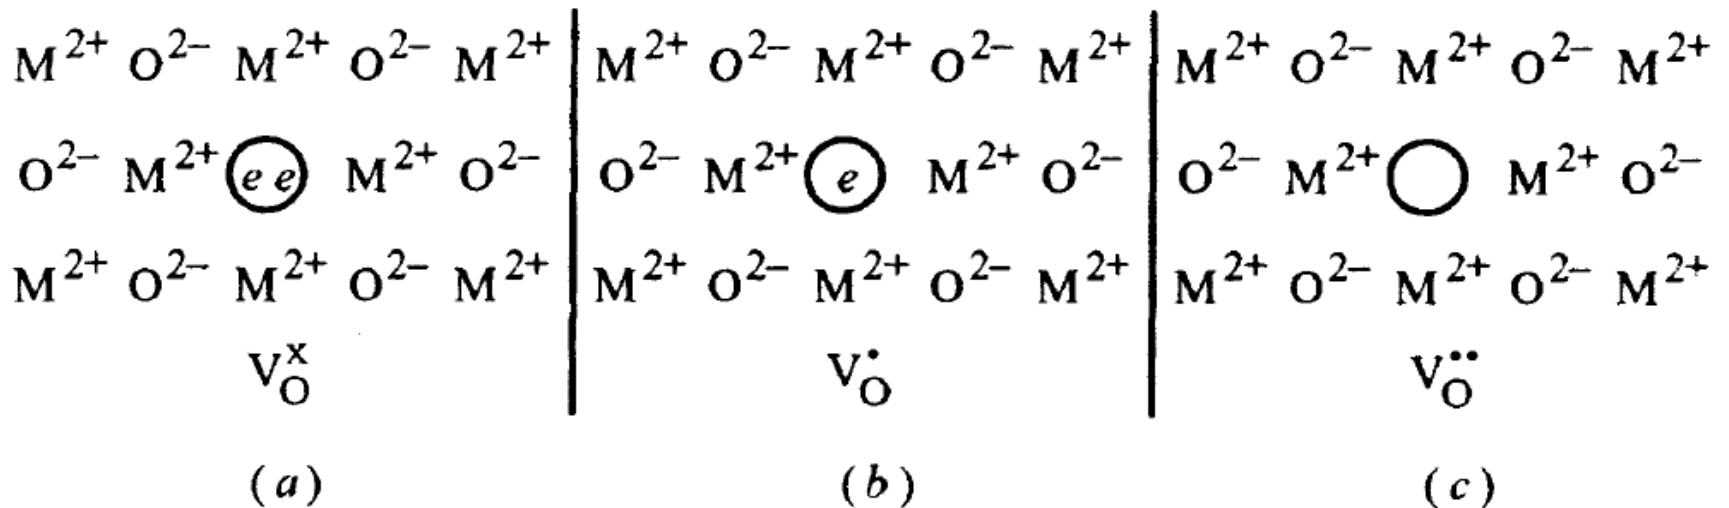 M²⁺ O²⁻ M²⁺ O²⁻ M²⁺
O²⁻ M²⁺ e e M²⁺ O²⁻
M²⁺ O²⁻ M²⁺ O²⁻ M²⁺
V_O^x
(a)
M²⁺ O²⁻ M²⁺ O²⁻ M²⁺
O²⁻ M²⁺ e M²⁺ O²⁻
M²⁺ O²⁻ M²⁺ O²⁻ M²⁺
V_O^•
(b)
M²⁺ O²⁻ M²⁺ O²⁻ M²⁺
O²⁻ M²⁺ M²⁺ O²⁻
M²⁺ O²⁻ M²⁺ O²⁻ M²⁺
V_O^••
(c)